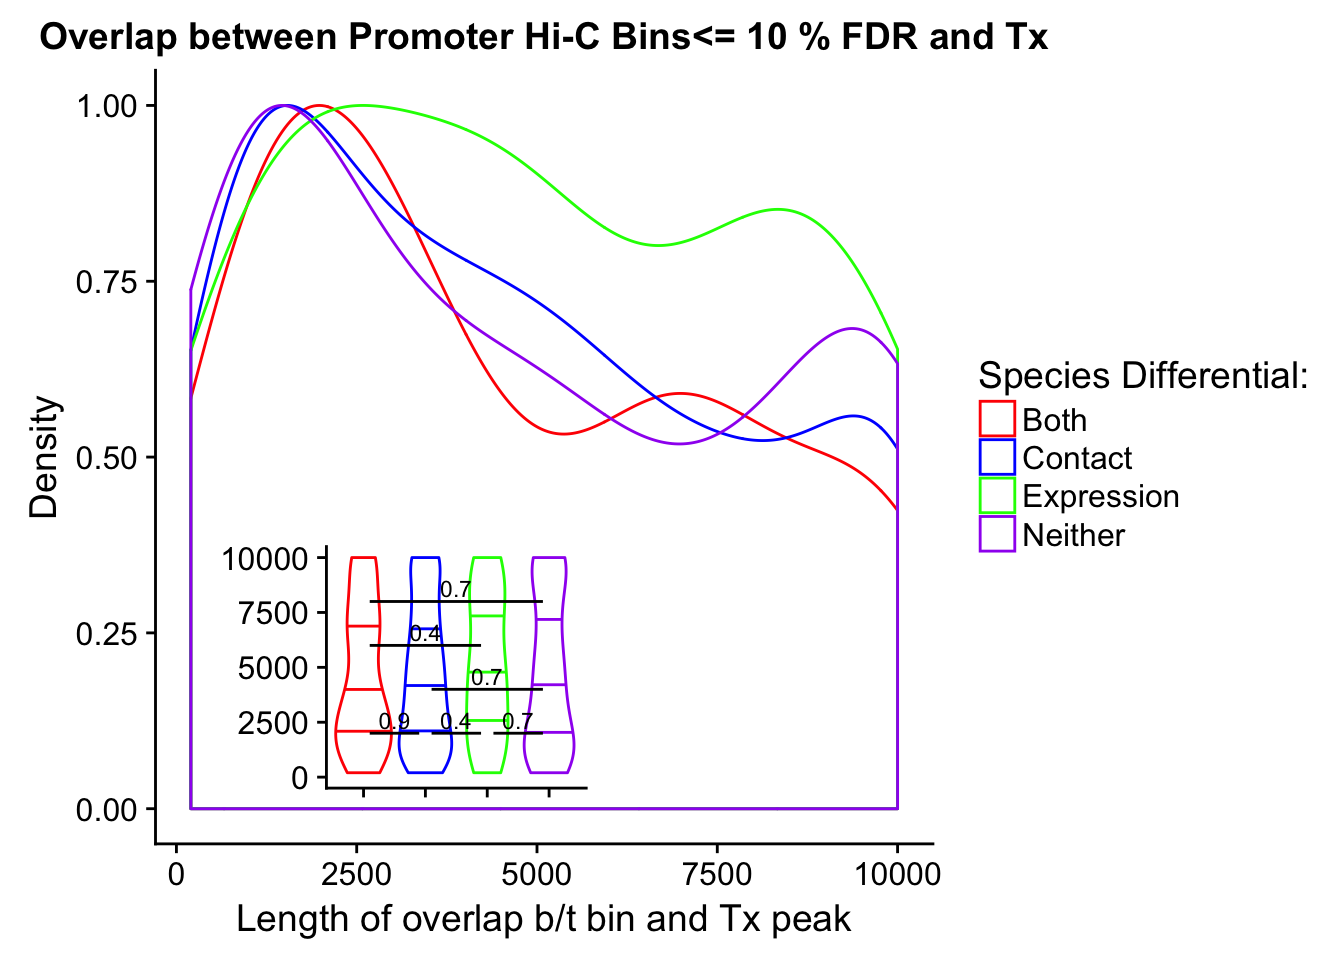 Overlap between Promoter Hi-C Bins<= 10 % FDR and Tx
1.00
0.75
0.50
0.25
0.00
Density
10000
7500
5000
2500
0
0.7
0.4
0.7
0.9 0.4 0.7
0 2500 5000 7500 10000
Length of overlap b/t bin and Tx peak
Species Differential:
Both
Contact
Expression
Neither